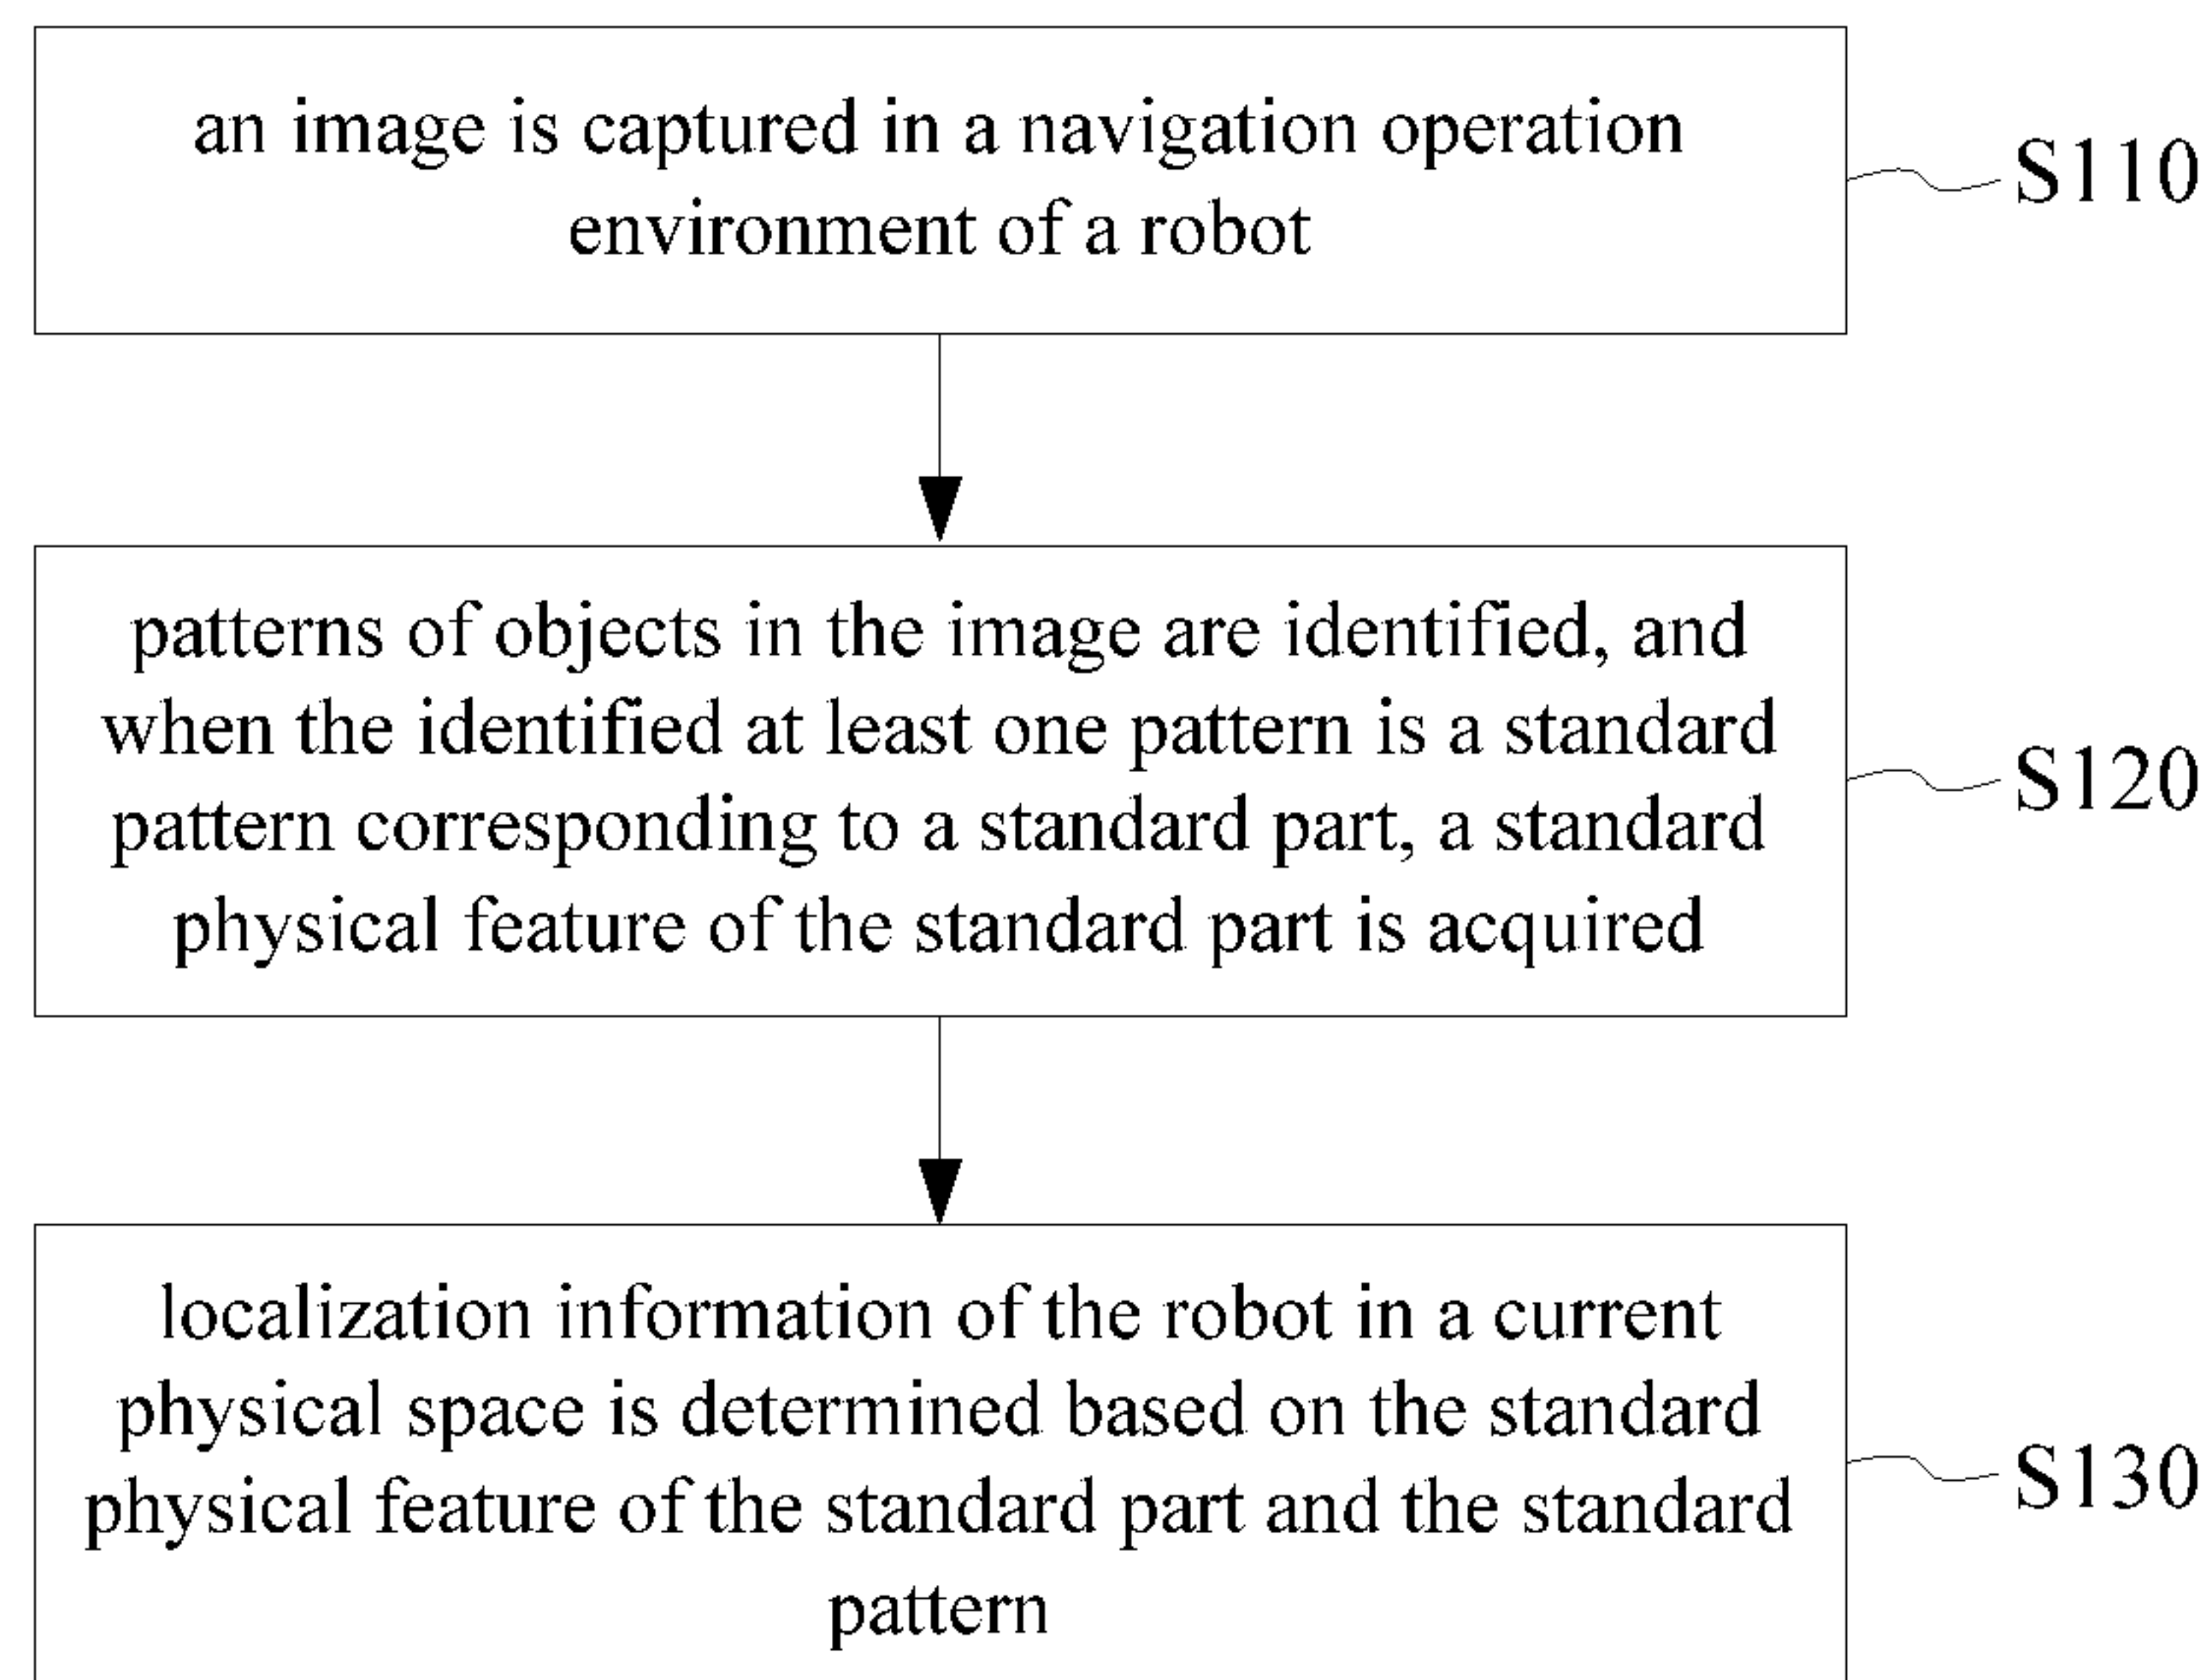 an image is captured in a navigation operation
environment of a robot
S110
patterns of objects in the image are identified, and
when the identified at least one pattern is a standard
pattern corresponding to a standard part, a standard
physical feature of the standard part is acquired
S120
localization information of the robot in a current
physical space is determined based on the standard
physical feature of the standard part and the standard
pattern
S130